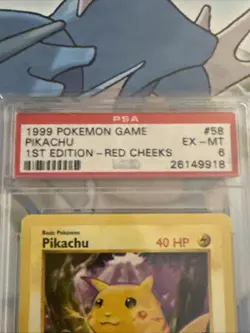 PSA
1999 POKEMON GAME #58
PIKACHU EX-MT
1ST EDITION-RED CHEEKS 6
26149918
Basic Pokémon
Pikachu 40 HP